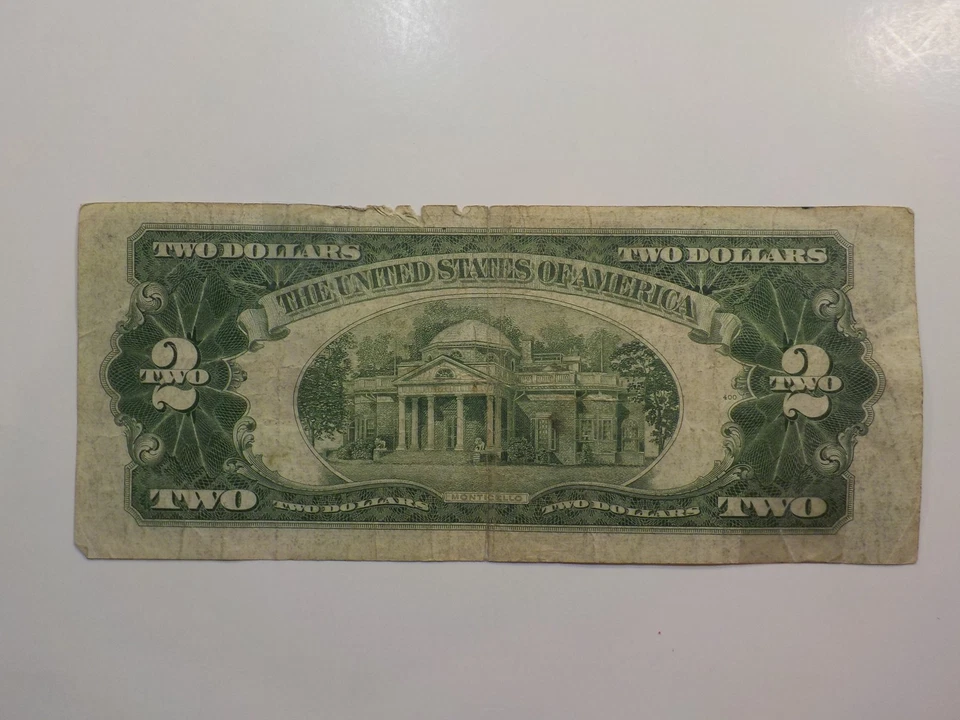 TWO DOLLARS
TWO DOLLARS
THE UNITED STATES OF AMERICA
2
TWO
2
TWO
400
MONTICELLO
TWO
TWO DOLLARS
TWO DOLLARS
TWO